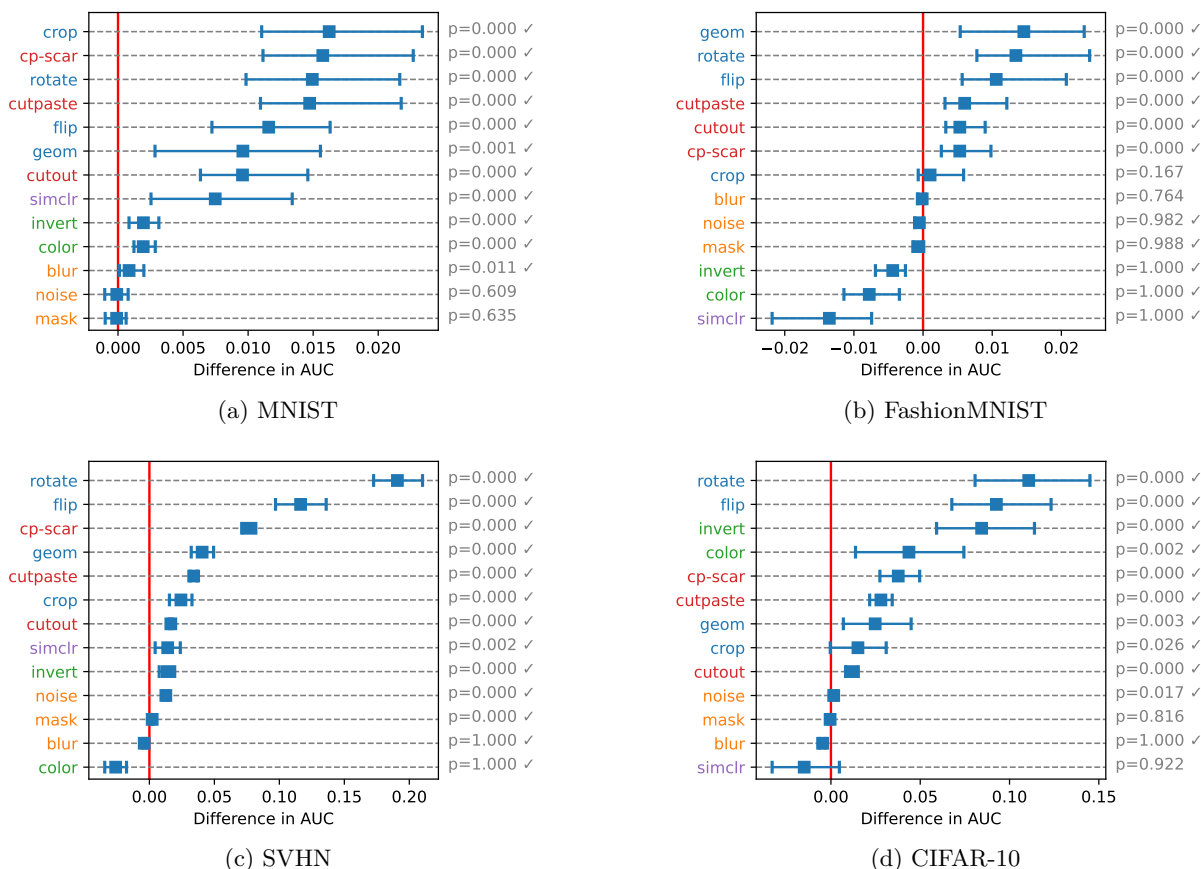 crop p=0.000 ✓
cp-scar p=0.000 ✓
rotate p=0.000 ✓
cutpaste p=0.000 ✓
flip p=0.000 ✓
geom p=0.001 ✓
cutout p=0.000 ✓
simclr p=0.000 ✓
invert p=0.000 ✓
color p=0.000 ✓
blur p=0.011 ✓
noise p=0.609
mask p=0.635
0.000 0.005 0.010 0.015 0.020
Difference in AUC
(a) MNIST
geom p=0.000 ✓
rotate p=0.000 ✓
flip p=0.000 ✓
cutpaste p=0.000 ✓
cutout p=0.000 ✓
cp-scar p=0.000 ✓
crop p=0.167
blur p=0.764
noise p=0.982 ✓
mask p=0.988 ✓
invert p=1.000 ✓
color p=1.000 ✓
simclr p=1.000 ✓
−0.02 −0.01 0.00 0.01 0.02
Difference in AUC
(b) FashionMNIST
rotate p=0.000 ✓
flip p=0.000 ✓
cp-scar p=0.000 ✓
geom p=0.000 ✓
cutpaste p=0.000 ✓
crop p=0.000 ✓
cutout p=0.000 ✓
simclr p=0.002 ✓
invert p=0.000 ✓
noise p=0.000 ✓
mask p=0.000 ✓
blur p=1.000 ✓
color p=1.000 ✓
0.00 0.05 0.10 0.15 0.20
Difference in AUC
(c) SVHN
rotate p=0.000 ✓
flip p=0.000 ✓
invert p=0.000 ✓
color p=0.002 ✓
cp-scar p=0.000 ✓
cutpaste p=0.000 ✓
geom p=0.003 ✓
crop p=0.026 ✓
cutout p=0.000 ✓
noise p=0.017 ✓
mask p=0.816
blur p=1.000 ✓
simclr p=0.922
0.00 0.05 0.10 0.15
Difference in AUC
(d) CIFAR-10